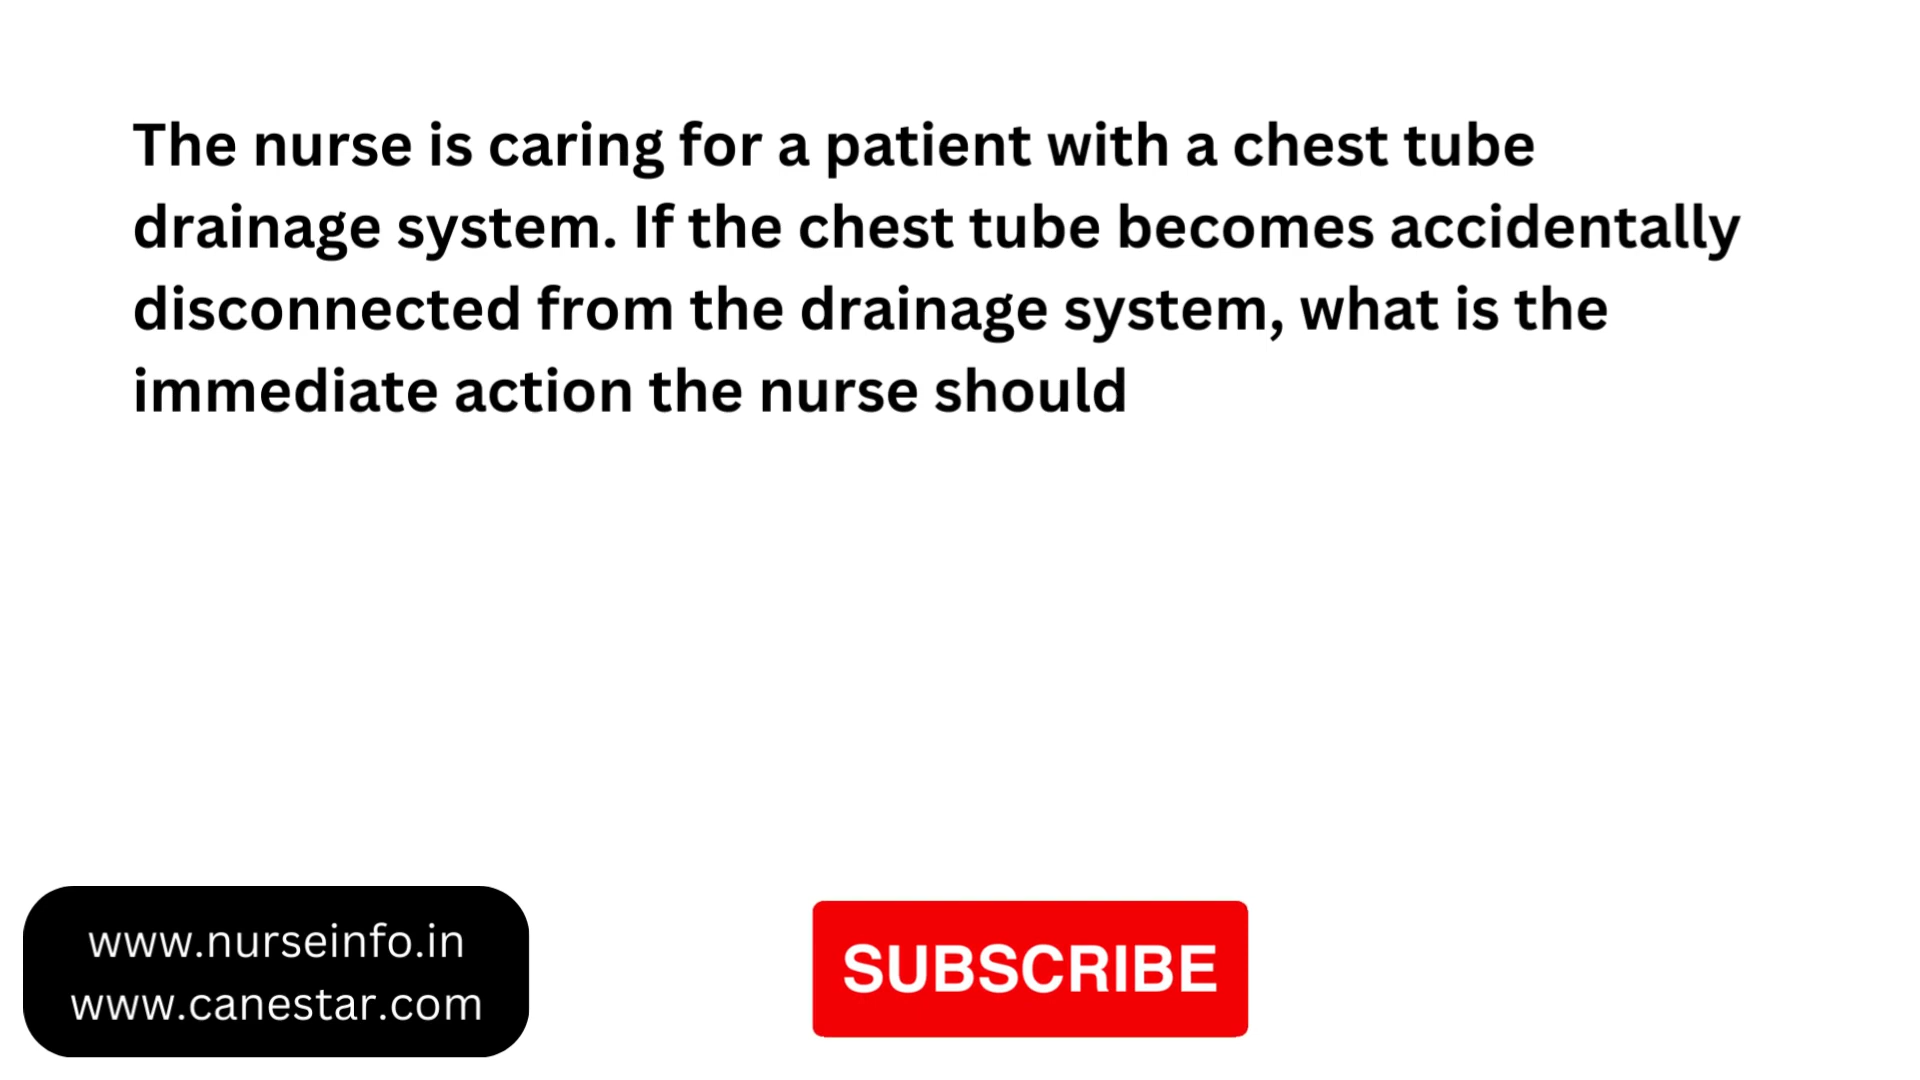 The nurse is caring for a patient with a chest tube
drainage system. If the chest tube becomes accidentally
disconnected from the drainage system, what is the
immediate action the nurse should
www.nurseinfo.in
www.canestar.com
SUBSCRIBE